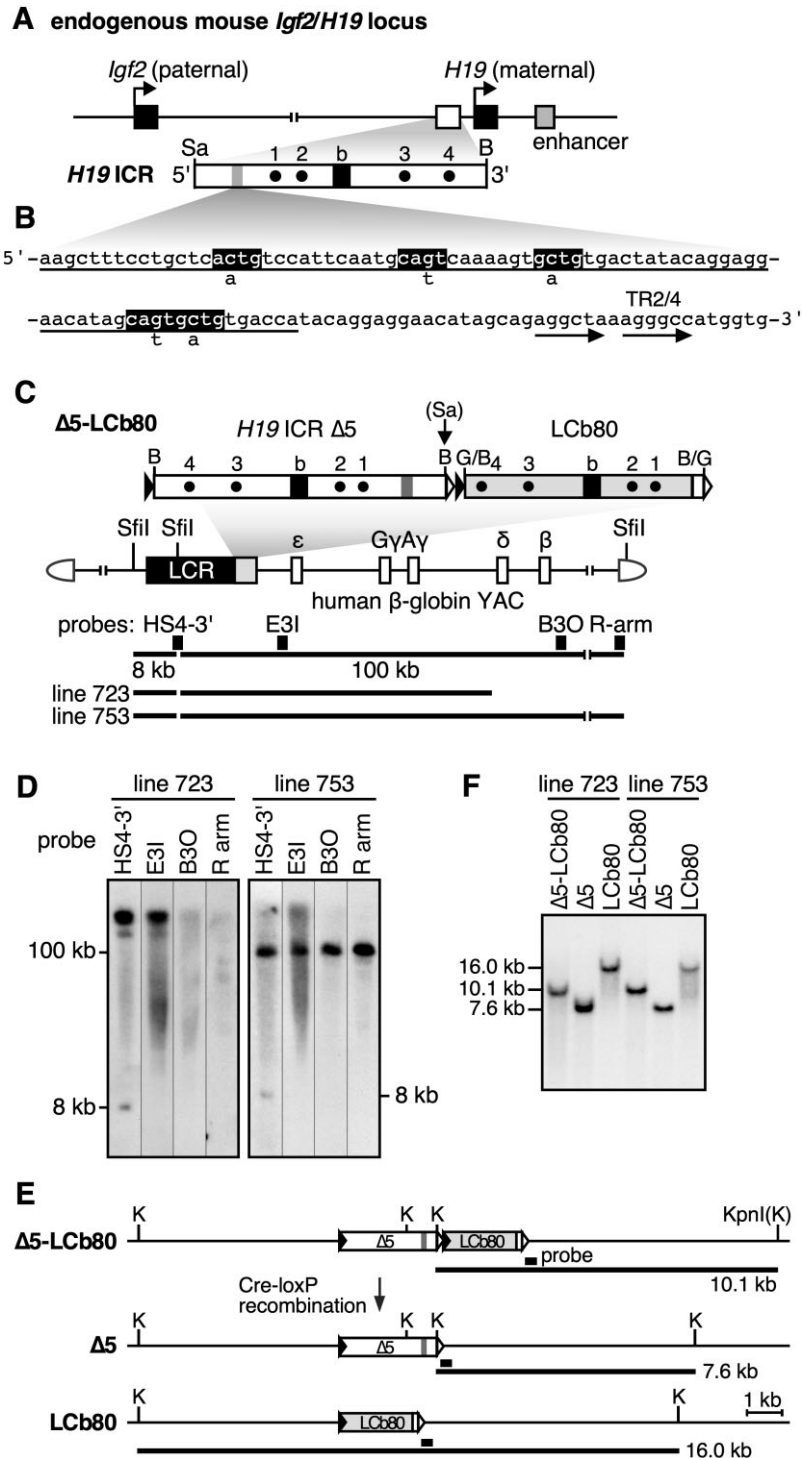 A endogenous mouse Igf2/H19 locus
Igf2 (paternal) H19 (maternal)
enhancer
Sa 1 2 b 3 4 B
H19 ICR 5' 3'
B
5'-aagctttcctgctcactgtccattcaatgcagtcaaaagtgctgtgactatacaggagg-
a t a
TR2/4
-aacatagcagtgctgtgaccatacaggaggaacatagcagaggctaaagggccatggtg-3'
t a
C
Δ5-LCb80
H19 ICR Δ5 (Sa) LCb80
B 4 3 b 2 1 B G/B 4 3 b 2 1 B/G
SfiI SfiI ε Gγ Aγ δ β SfiI
LCR
human β-globin YAC
probes: HS4-3' E3I B3O R-arm
8 kb 100 kb
line 723
line 753
D line 723 line 753
probe HS4-3' E3I B3O R arm HS4-3' E3I B3O R arm
100 kb
8 kb 8 kb
F line 723 line 753
Δ5-LCb80 Δ5 LCb80 Δ5-LCb80 Δ5 LCb80
16.0 kb
10.1 kb
7.6 kb
E
K K K KpnI(K)
Δ5-LCb80 Δ5 LCb80
probe
10.1 kb
Cre-loxP
recombination
K K K K
Δ5 Δ5
7.6 kb
K K 1 kb
LCb80 LCb80
16.0 kb